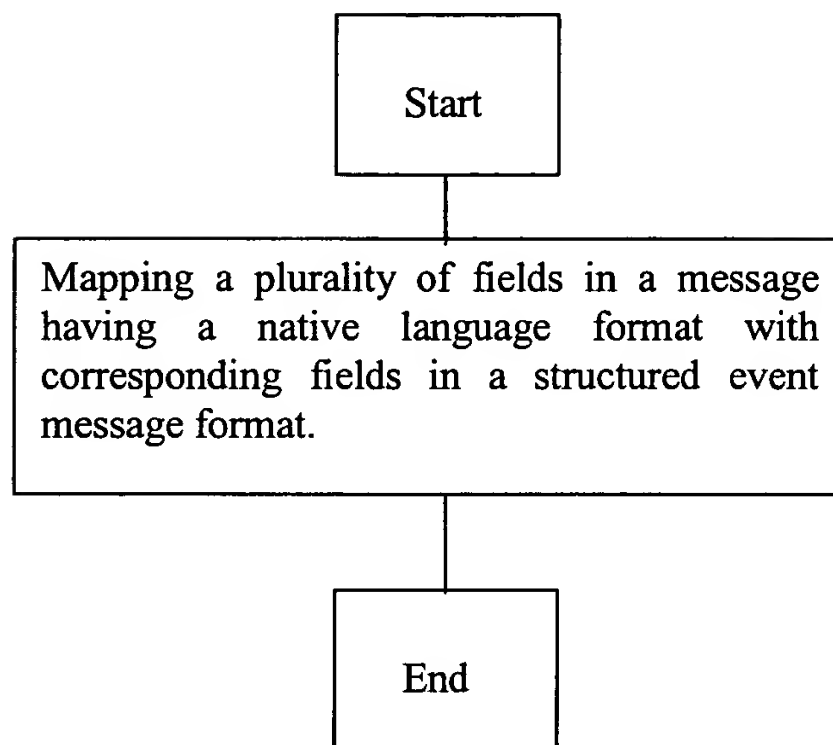 Start
Mapping a plurality of fields in a message
having a native language format with
corresponding fields in a structured event
message format.
End